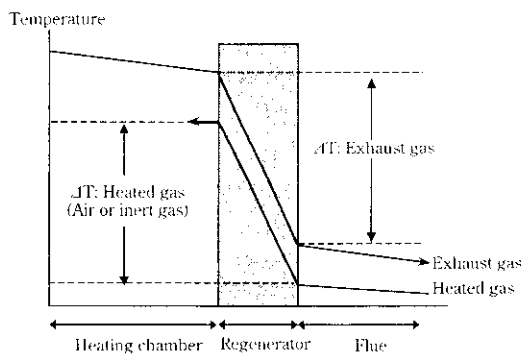 Temperature
ΔT: Exhaust gas
ΔT: Heated gas
(Air or inert gas)
Exhaust gas
Heated gas
Heating chamber Regenerator Flue